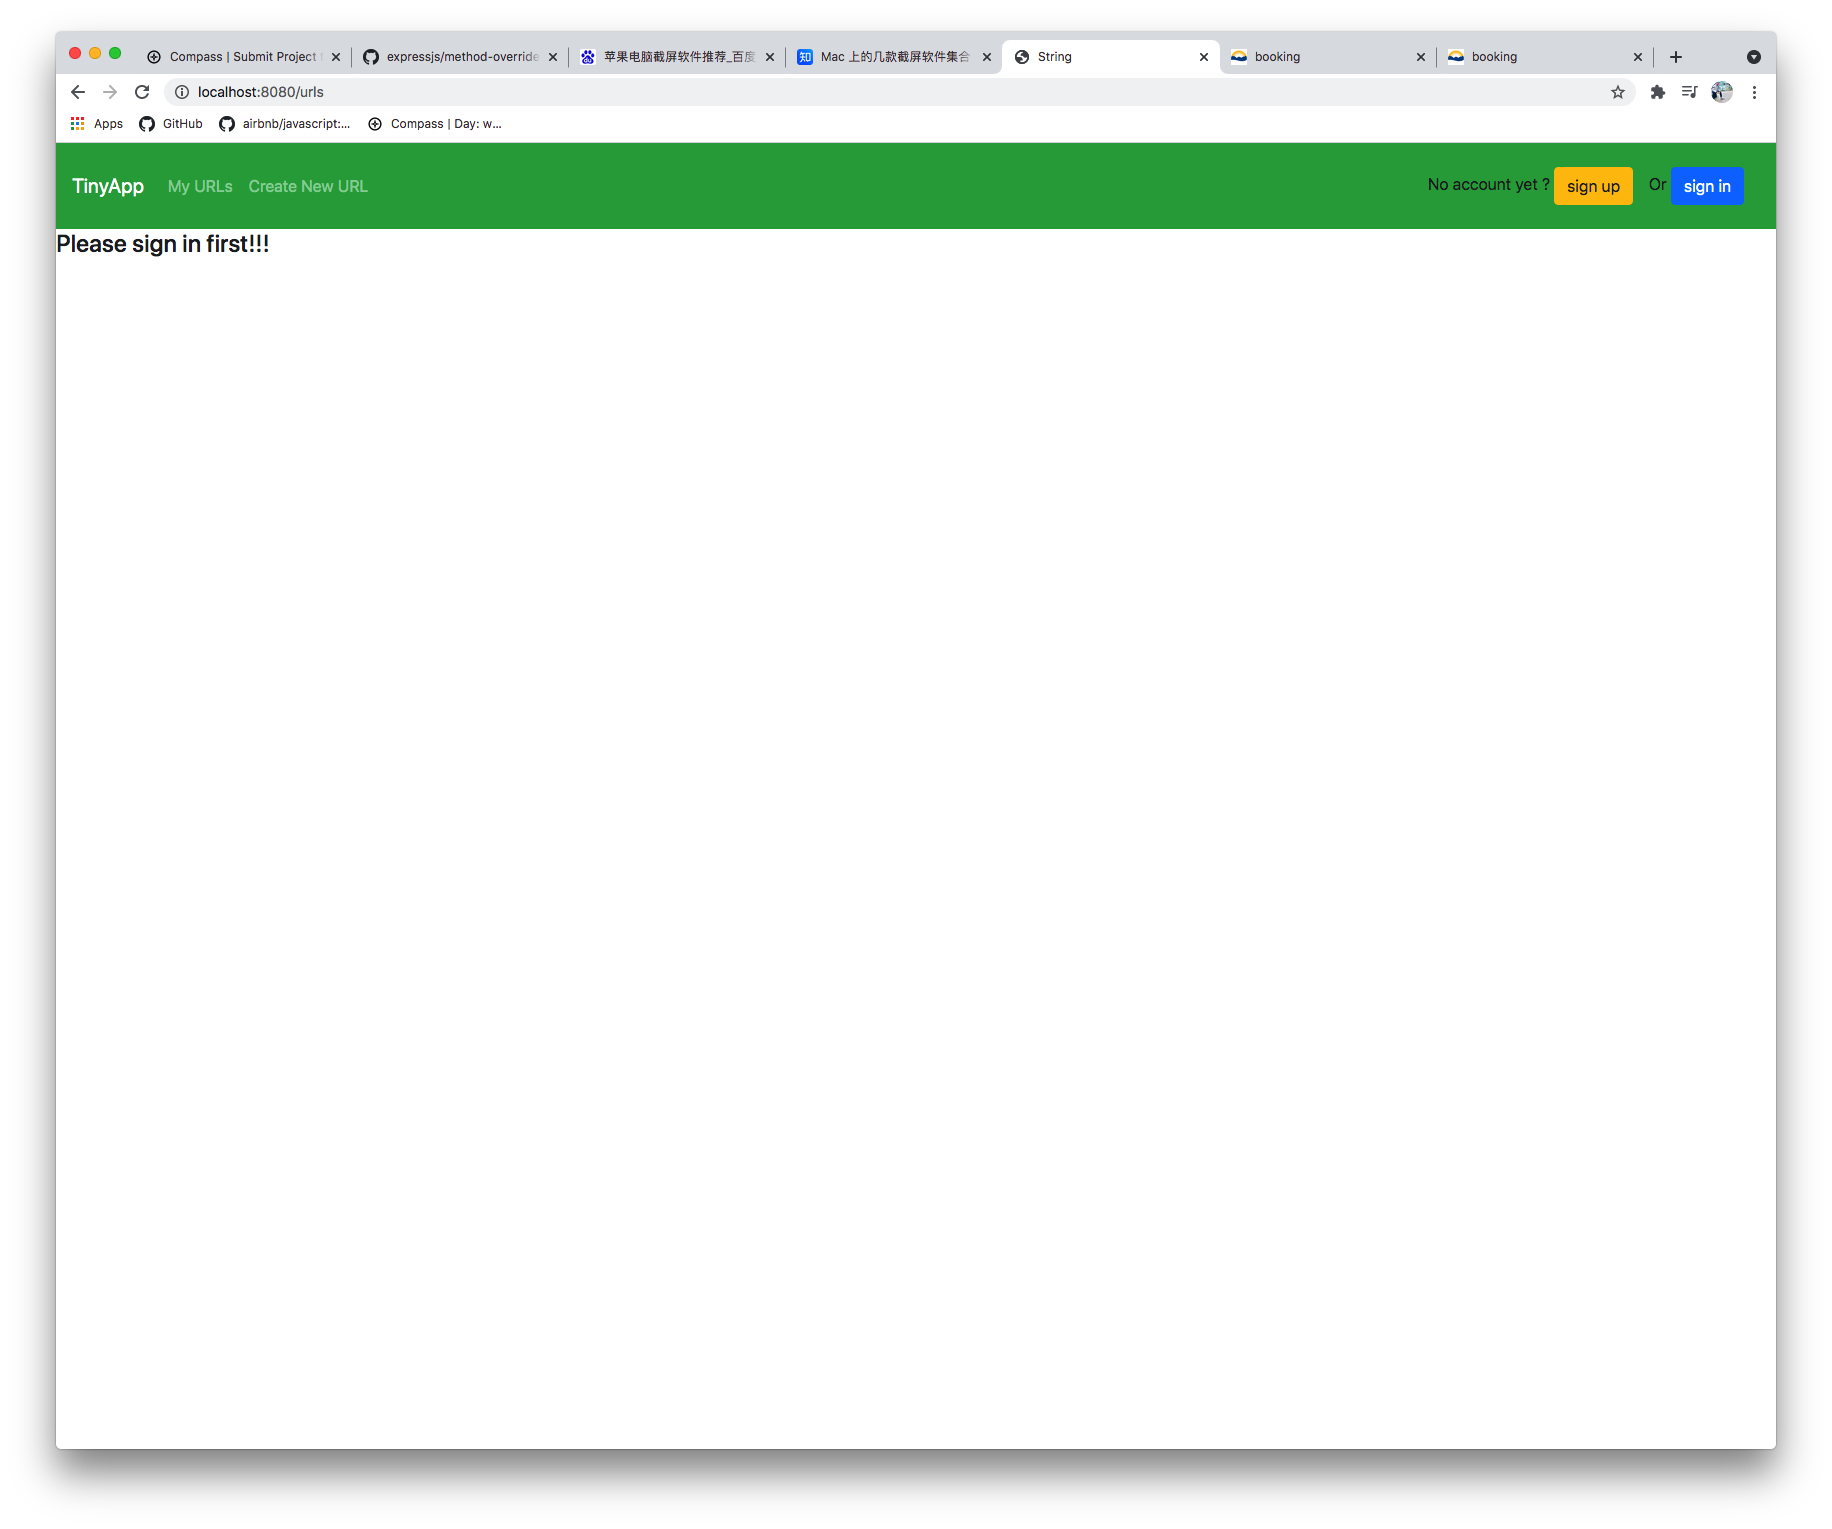 Compass | Submit Project
expressjs/method-override
苹果电脑截屏软件推荐_百度
知 Mac 上的几款截屏软件集合
String
booking
booking
localhost:8080/urls
Apps
GitHub
airbnb/javascript:...
Compass | Day: w...
TinyApp
My URLs
Create New URL
No account yet ? sign up
Or sign in
Please sign in first!!!